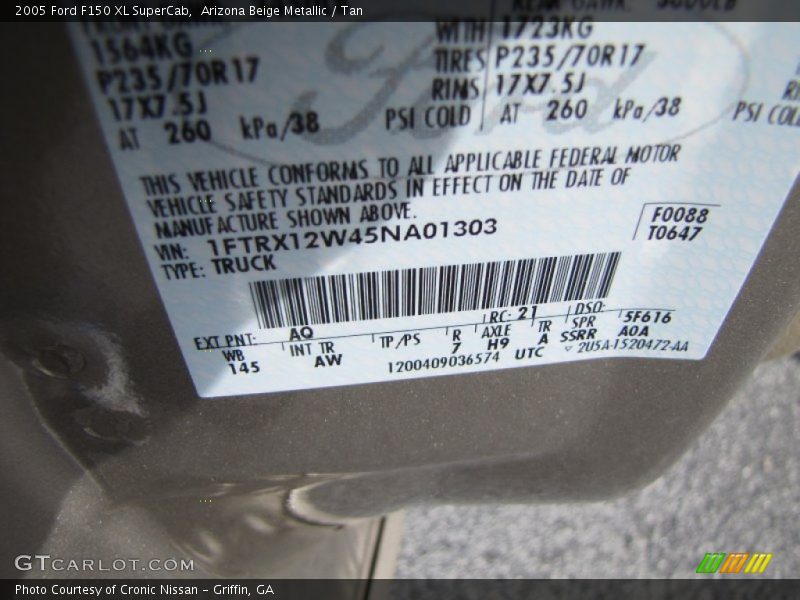 2005 Ford F150 XL SuperCab, Arizona Beige Metallic / Tan
1564KG WITH 1723KG
P235/70R17 TIRES P235/70R17
17X7.5J RIMS 17X7.5J
AT 260 kPa/38 PSI COLD AT 260 kPa/38 PSI COLD
THIS VEHICLE CONFORMS TO ALL APPLICABLE FEDERAL MOTOR
VEHICLE SAFETY STANDARDS IN EFFECT ON THE DATE OF
MANUFACTURE SHOWN ABOVE.
VIN: 1FTRX12W45NA01303
F0088
T0647
TYPE: TRUCK
EXT PNT: AQ RC: 21 DSO: 5F616
WB INT TR TP/PS R AXLE TR SPR
145 AW 7 H9 A SSRR A0A
1200409036574 UTC 2U5A-1520472-AA
GTCARLOT.COM
Photo Courtesy of Cronic Nissan – Griffin, GA